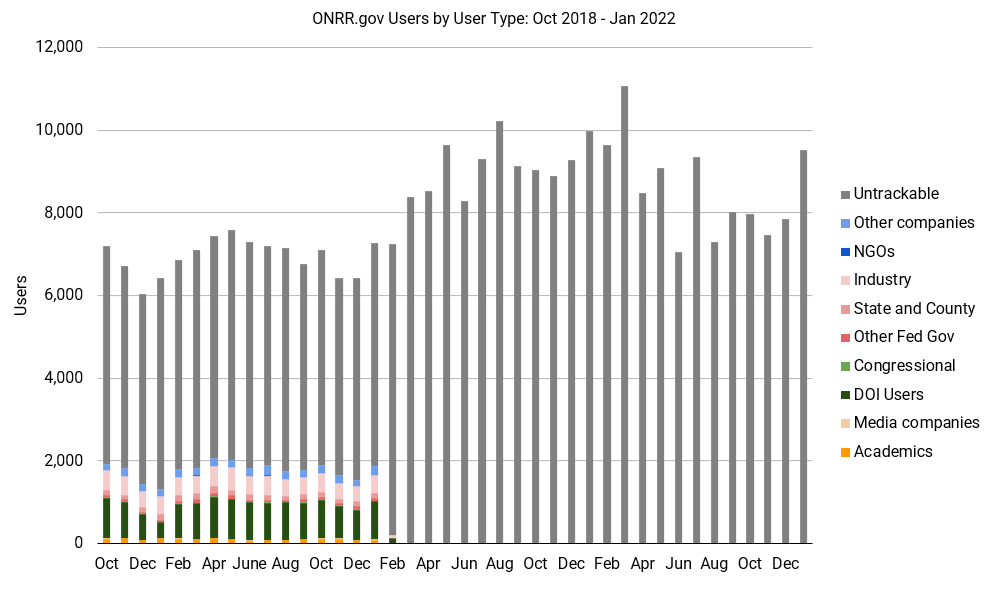 ONRR.gov Users by User Type: Oct 2018 - Jan 2022
12,000
10,000
8,000
6,000
4,000
2,000
0
Users
Oct Dec Feb Apr June Aug Oct Dec Feb Apr Jun Aug Oct Dec Feb Apr Jun Aug Oct Dec
Untrackable
Other companies
NGOs
Industry
State and County
Other Fed Gov
Congressional
DOI Users
Media companies
Academics